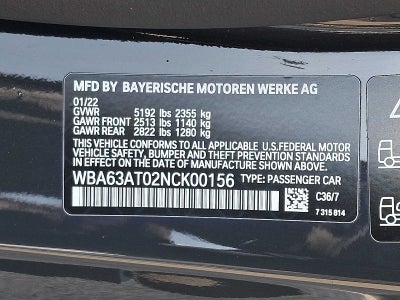 MFD BY BAYERISCHE MOTOREN WERKE AG
01/22
GVWR 5192 lbs 2355 kg
GAWR FRONT 2513 lbs 1140 kg
GAWR REAR 2822 lbs 1280 kg
THIS VEHICLE CONFORMS TO ALL APPLICABLE U.S.FEDERAL MOTOR
VEHICLE SAFETY, BUMPER, AND THEFT PREVENTION STANDARDS IN
EFFECT ON THE DATE OF MANUFACTURE SHOWN ABOVE.
WBA63AT02NCK00156 TYPE: PASSENGER CAR
C36/7
7 315 814